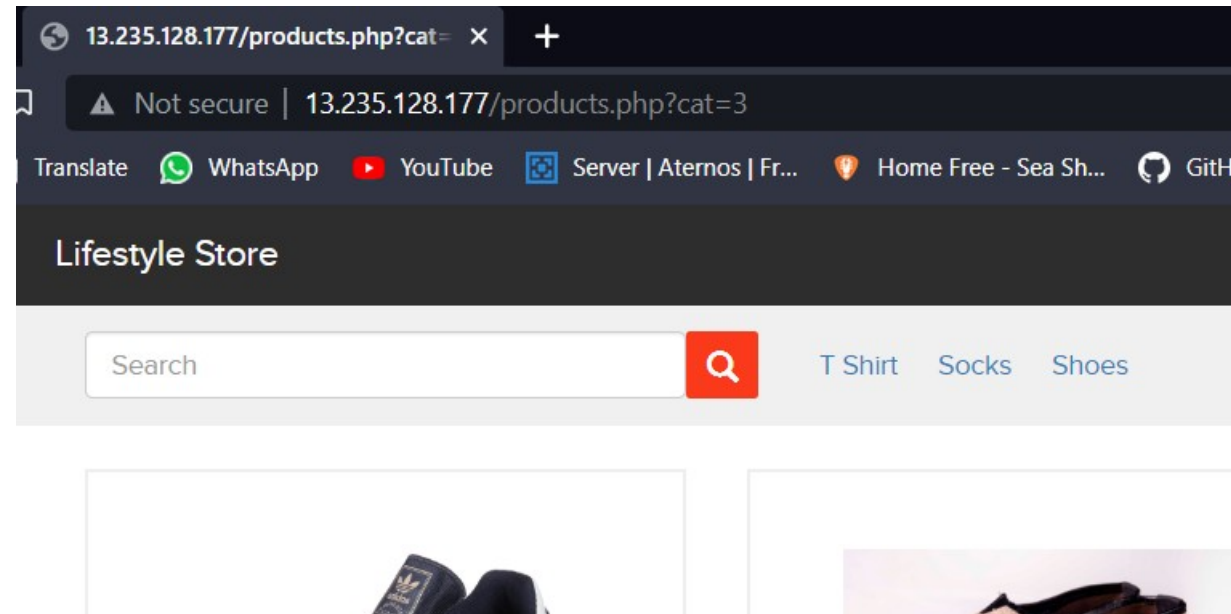 13.235.128.177/products.php?cat=
Not secure | 13.235.128.177/products.php?cat=3
Translate WhatsApp YouTube Server | Aternos | Fr... Home Free - Sea Sh... GitH
Lifestyle Store
Search T Shirt Socks Shoes
adidas